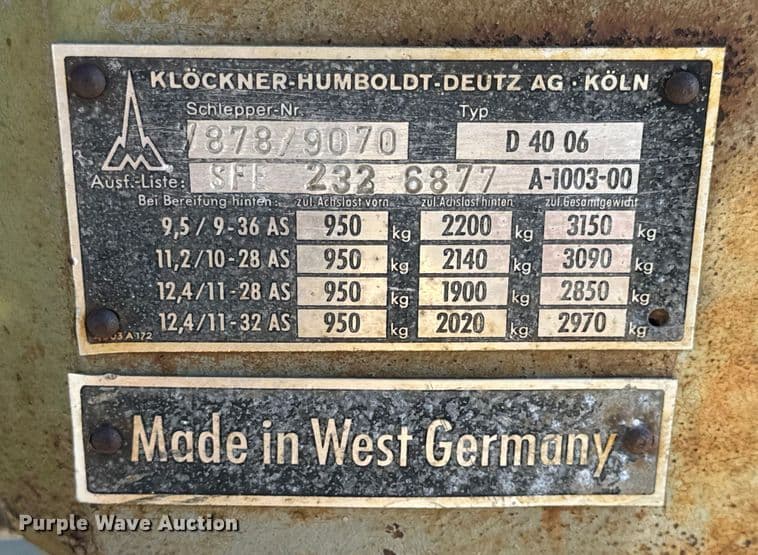 KLÖCKNER-HUMBOLDT-DEUTZ AG · KÖLN
Schlepper-Nr. Typ
7878/9070 D 40 06
Ausf.-Liste: SFF 232 6877 A-1003-00
Bei Bereifung hinten: zul. Achslast vorn zul. Achslast hinten zul. Gesamtgewicht
9,5 / 9-36 AS 950 kg 2200 kg 3150 kg
11,2/10-28 AS 950 kg 2140 kg 3090 kg
12,4/11-28 AS 950 kg 1900 kg 2850 kg
12,4/11-32 AS 950 kg 2020 kg 2970 kg
Made in West Germany
Purple Wave Auction